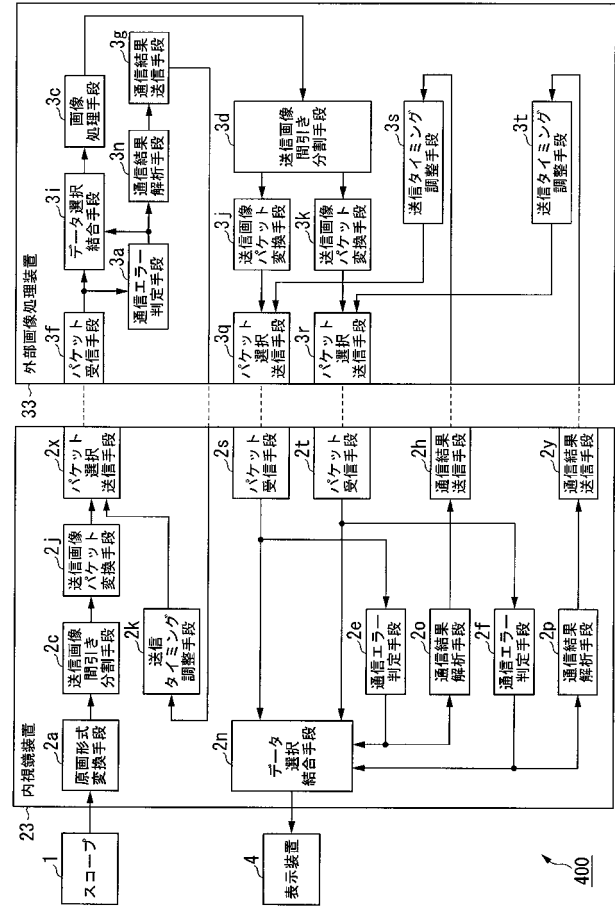 1
スコープ
4
表示装置
400
23
内視鏡装置
2a
原画形式
変換手段
2c
送信画像
間引き
分割手段
2j
送信画像
パケット
変換手段
2x
パケット
選択
送信手段
2k
送信
タイミング
調整手段
2s
パケット
受信手段
2t
パケット
受信手段
2n
データ
選択
結合手段
2e
通信エラー
判定手段
2o
通信結果
解析手段
2f
通信エラー
判定手段
2p
通信結果
解析手段
2h
通信結果
送信手段
2y
通信結果
送信手段
33
外部画像処理装置
3f
パケット
受信手段
3a
通信エラー
判定手段
3i
データ選択
結合手段
3n
通信結果
解析手段
3c
画像
処理手段
3g
通信結果
送信手段
3d
送信画像
間引き
分割手段
3j
送信画像
パケット
変換手段
3k
送信画像
パケット
変換手段
3q
パケット
選択
送信手段
3r
パケット
選択
送信手段
3s
送信タイミング
調整手段
3t
送信タイミング
調整手段